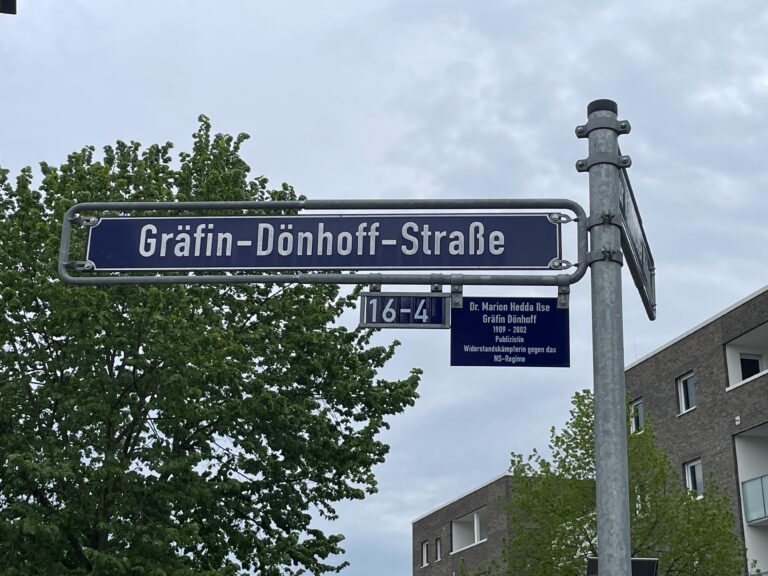 Gräfin-Dönhoff-Straße
16-4
Dr. Marion Hedda Ilse
Gräfin Dönhoff
1909 - 2002
Publizistin
Widerstandskämpferin gegen das
NS-Regime